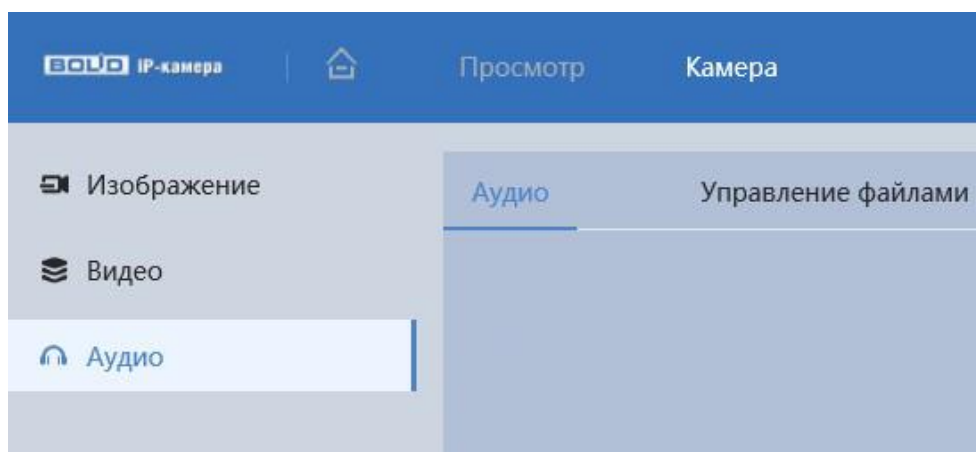 BOLID IP-камера
Просмотр
Камера
Изображение
Аудио
Управление файлами
Видео
Аудио